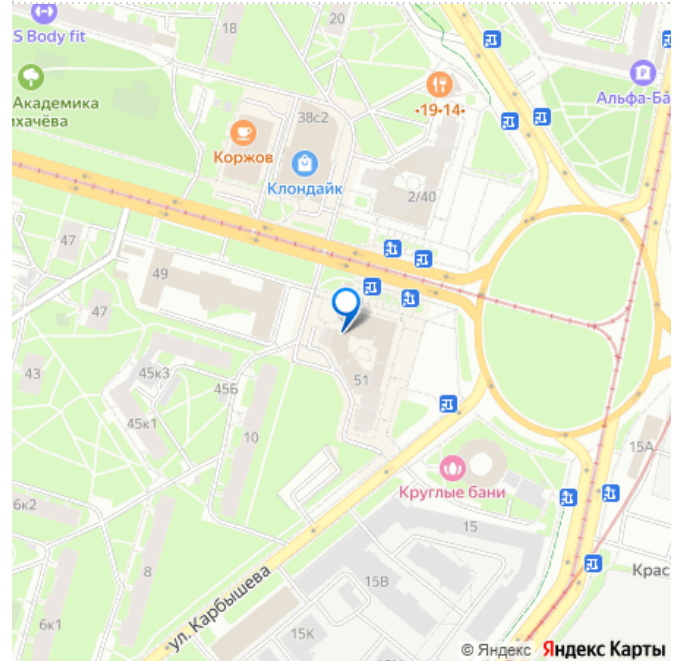 S Body fit
18
20
Академика
ихачёва
38с2
•19•14•
Альфа-Ба
Коржов
Клондайк
2/40
47
49
47
43
45к3
45Б
45к1
51
10
15А
Круглые бани
6к2
15
8
15В
Крас
ул. Карбышева
6к1
15К
© Яндекс Яндекс Карты